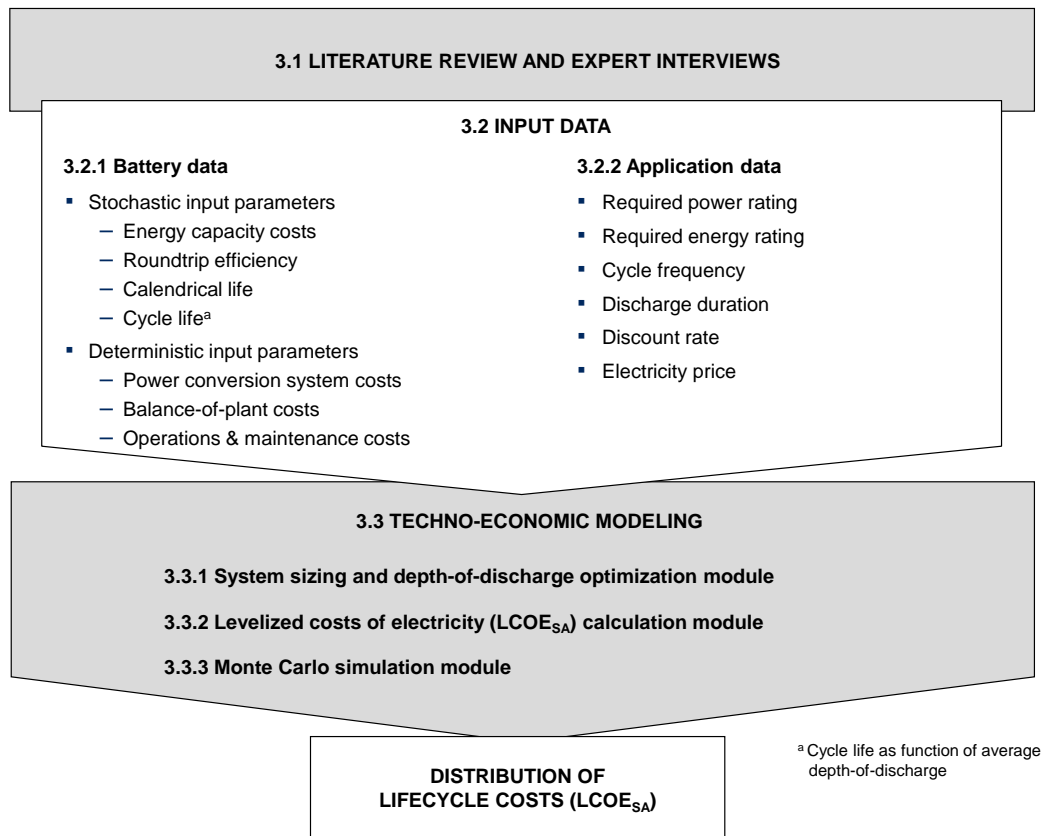 3.1 LITERATURE REVIEW AND EXPERT INTERVIEWS
3.2 INPUT DATA
3.2.1 Battery data
▪ Stochastic input parameters
– Energy capacity costs
– Roundtrip efficiency
– Calendrical life
– Cycle lifeᵃ
▪ Deterministic input parameters
– Power conversion system costs
– Balance-of-plant costs
– Operations & maintenance costs
3.2.2 Application data
▪ Required power rating
▪ Required energy rating
▪ Cycle frequency
▪ Discharge duration
▪ Discount rate
▪ Electricity price
3.3 TECHNO-ECONOMIC MODELING
3.3.1 System sizing and depth-of-discharge optimization module
3.3.2 Levelized costs of electricity (LCOE_SA) calculation module
3.3.3 Monte Carlo simulation module
DISTRIBUTION OF
LIFECYCLE COSTS (LCOE_SA)
ᵃ Cycle life as function of average
depth-of-discharge